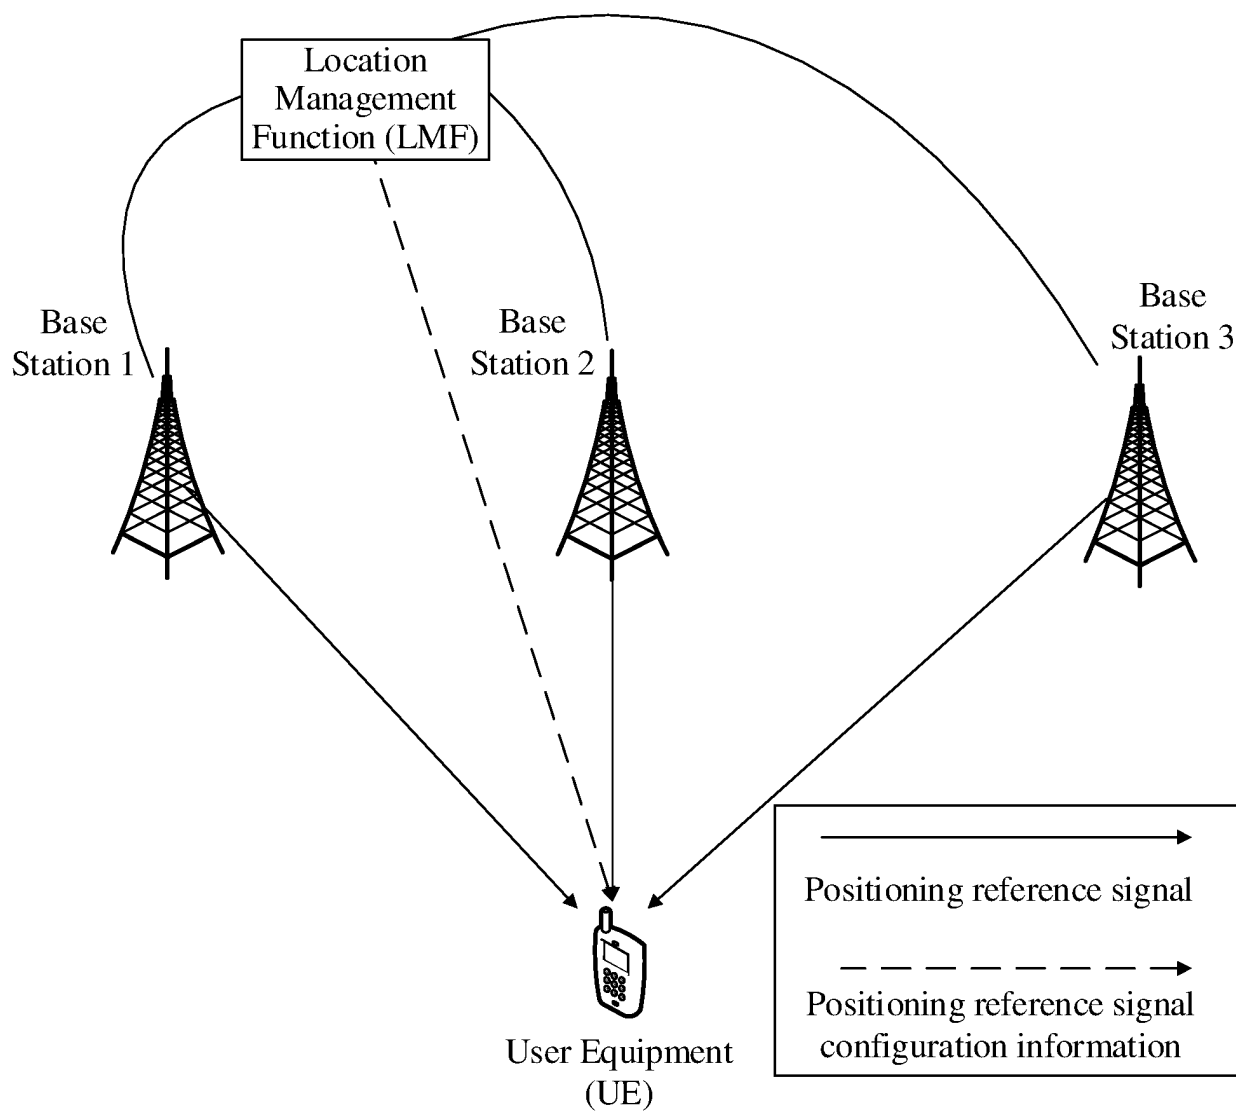 Location
Management
Function (LMF)
Base
Station 1
Base
Station 2
Base
Station 3
Positioning reference signal
Positioning reference signal
configuration information
User Equipment
(UE)